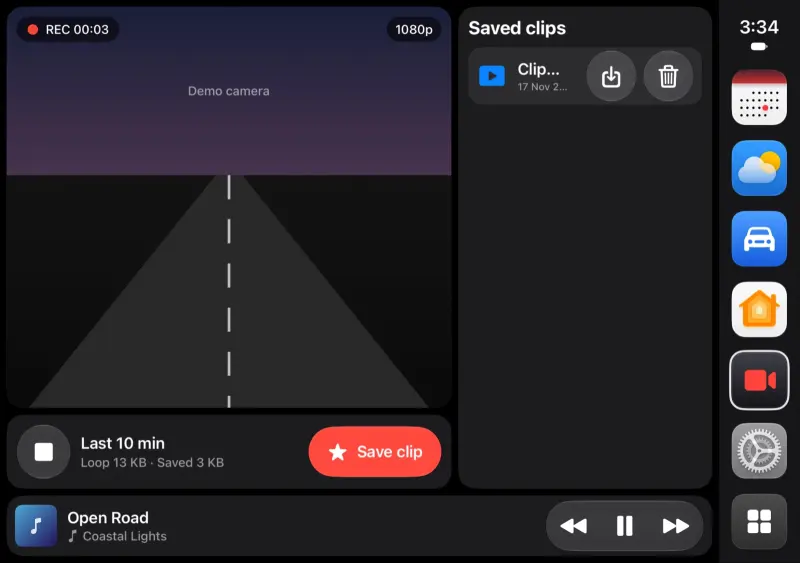 REC 00:03
1080p
Demo camera
Last 10 min
Loop 13 KB · Saved 3 KB
Save clip
Saved clips
Clip...
17 Nov 2...
Open Road
Coastal Lights
3:34